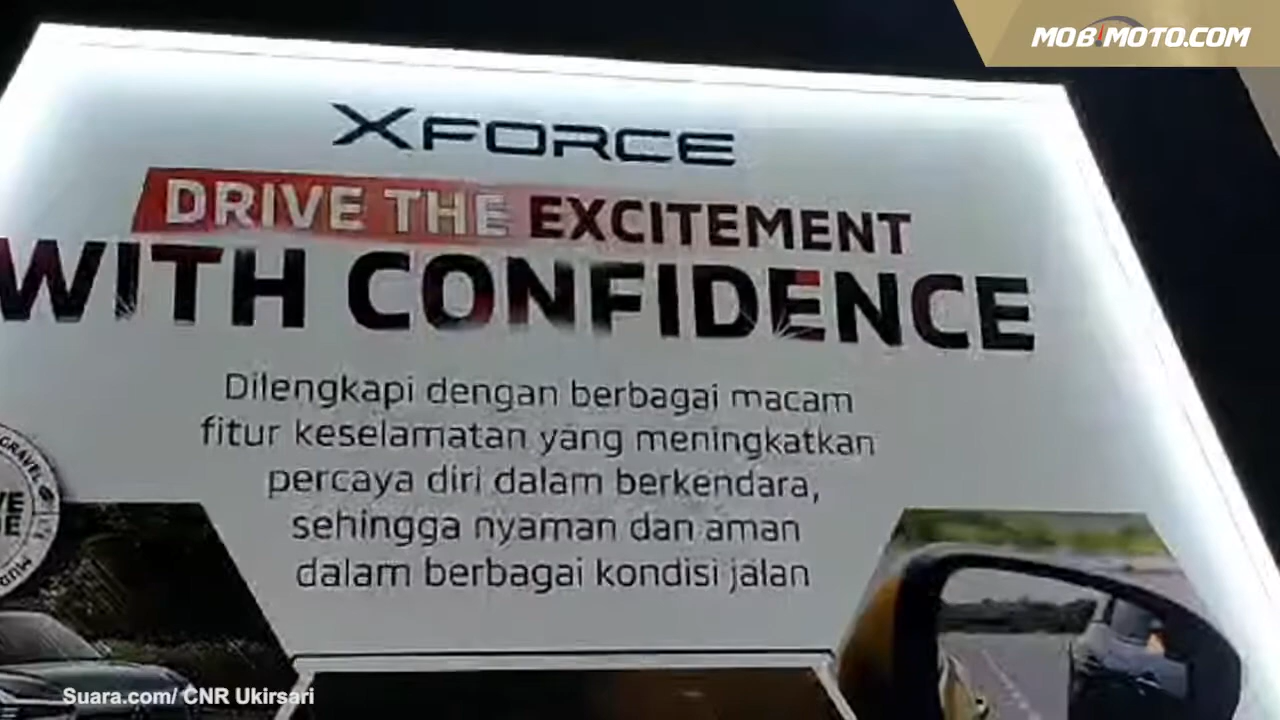 MOBIMOTO.COM
XFORCE
DRIVE THE EXCITEMENT
WITH CONFIDENCE
Dilengkapi dengan berbagai macam
fitur keselamatan yang meningkatkan
percaya diri dalam berkendara,
sehingga nyaman dan aman
dalam berbagai kondisi jalan
GRAVEL
Suara.com/ CNR Ukirsari